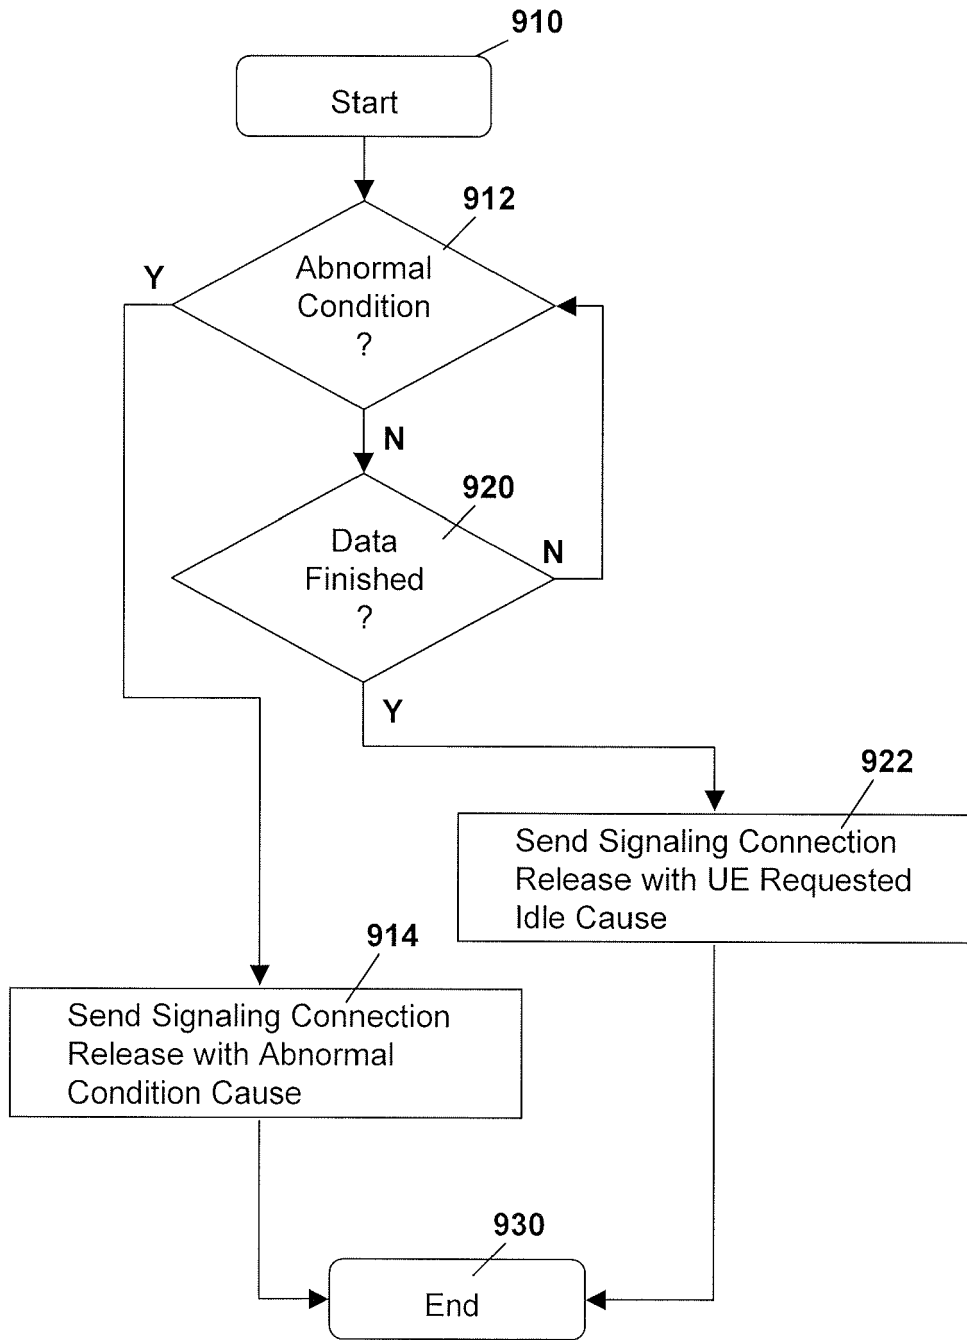 910
Start
912
Y
Abnormal
Condition
?
N
920
Data
Finished
?
N
Y
922
Send Signaling Connection
Release with UE Requested
Idle Cause
914
Send Signaling Connection
Release with Abnormal
Condition Cause
930
End